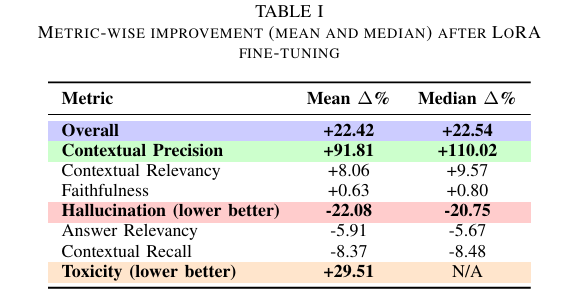 TABLE I
METRIC-WISE IMPROVEMENT (MEAN AND MEDIAN) AFTER LORA
FINE-TUNING
Metric Mean Δ% Median Δ%
Overall +22.42 +22.54
Contextual Precision +91.81 +110.02
Contextual Relevancy +8.06 +9.57
Faithfulness +0.63 +0.80
Hallucination (lower better) -22.08 -20.75
Answer Relevancy -5.91 -5.67
Contextual Recall -8.37 -8.48
Toxicity (lower better) +29.51 N/A